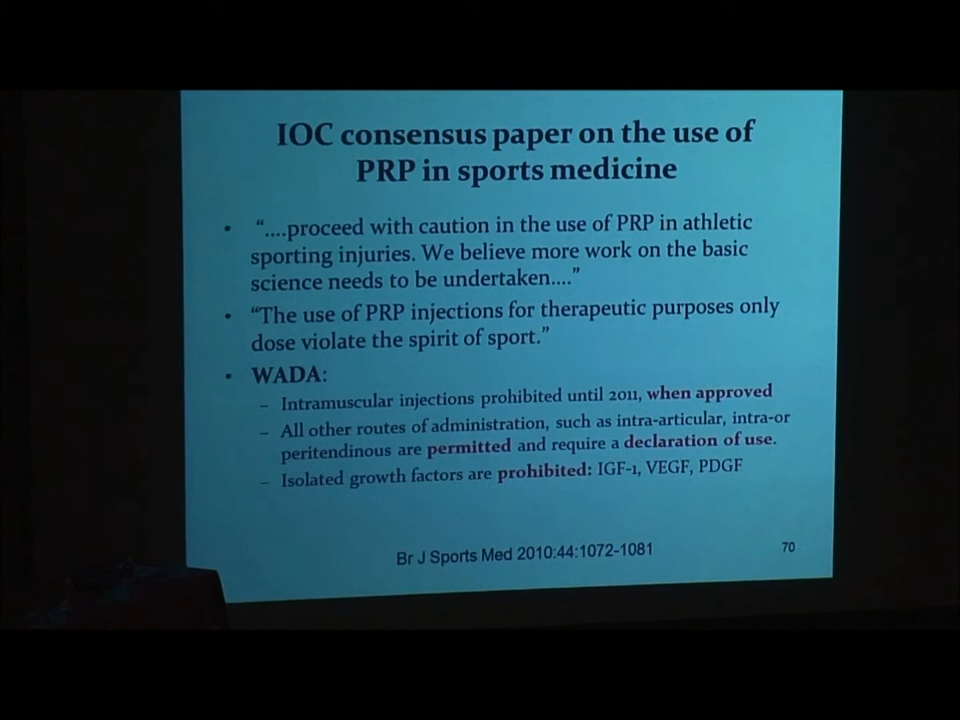 IOC consensus paper on the use of
PRP in sports medicine
• “....proceed with caution in the use of PRP in athletic
sporting injuries. We believe more work on the basic
science needs to be undertaken....”
• “The use of PRP injections for therapeutic purposes only
dose violate the spirit of sport.”
• WADA:
– Intramuscular injections prohibited until 2011, when approved
– All other routes of administration, such as intra-articular, intra-or
peritendinous are permitted and require a declaration of use.
– Isolated growth factors are prohibited: IGF-1, VEGF, PDGF
Br J Sports Med 2010:44:1072-1081
70